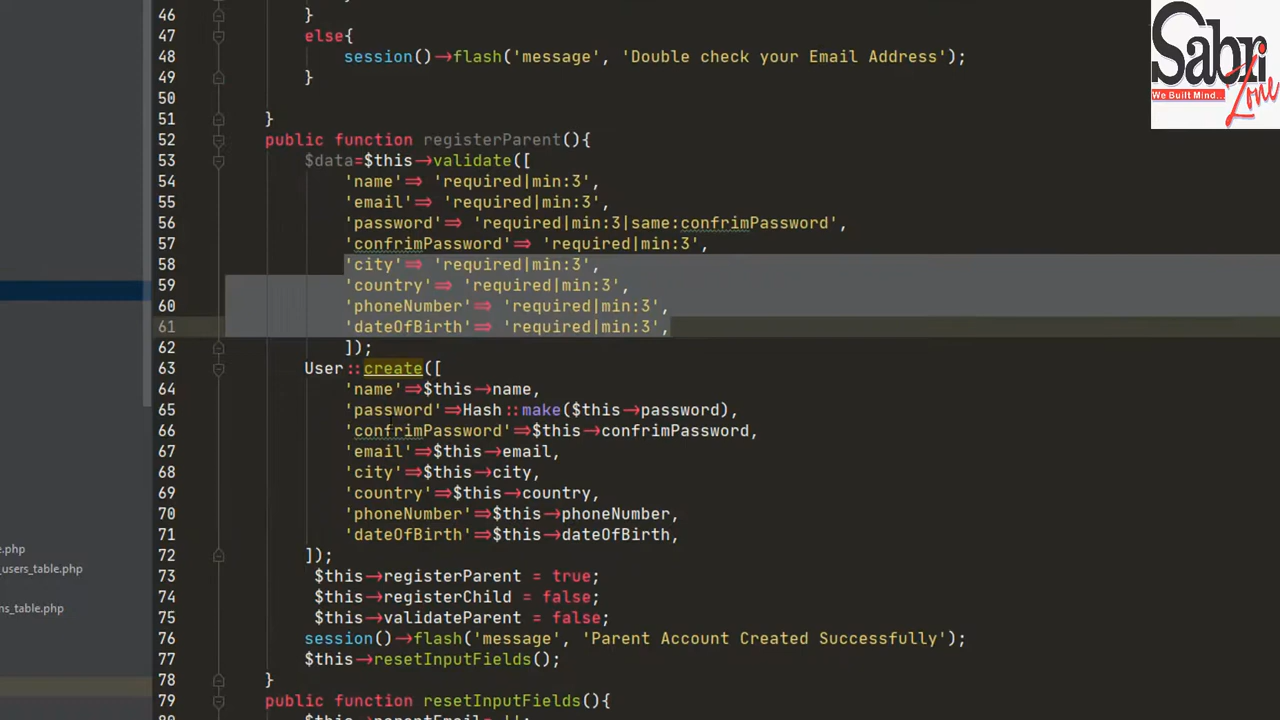 Sabri
We Built Mind...
Zone
46 }
47 else{
48 session()→flash('message', 'Double check your Email Address');
49 }
50
51 }
52 public function registerParent(){
53 $data=$this→validate([
54 'name'⇒ 'required|min:3',
55 'email'⇒ 'required|min:3',
56 'password'⇒ 'required|min:3|same:confrimPassword',
57 'confrimPassword'⇒ 'required|min:3',
58 'city'⇒ 'required|min:3',
59 'country'⇒ 'required|min:3',
60 'phoneNumber'⇒ 'required|min:3',
61 'dateOfBirth'⇒ 'required|min:3',
62 ]);
63 User::create([
64 'name'⇒$this→name,
65 'password'⇒Hash::make($this→password),
66 'confrimPassword'⇒$this→confrimPassword,
67 'email'⇒$this→email,
68 'city'⇒$this→city,
69 'country'⇒$this→country,
70 'phoneNumber'⇒$this→phoneNumber,
71 'dateOfBirth'⇒$this→dateOfBirth,
72 ]);
73 $this→registerParent = true;
74 $this→registerChild = false;
75 $this→validateParent = false;
76 session()→flash('message', 'Parent Account Created Successfully');
77 $this→resetInputFields();
78 }
79 public function resetInputFields(){
e.php
_users_table.php
ns_table.php